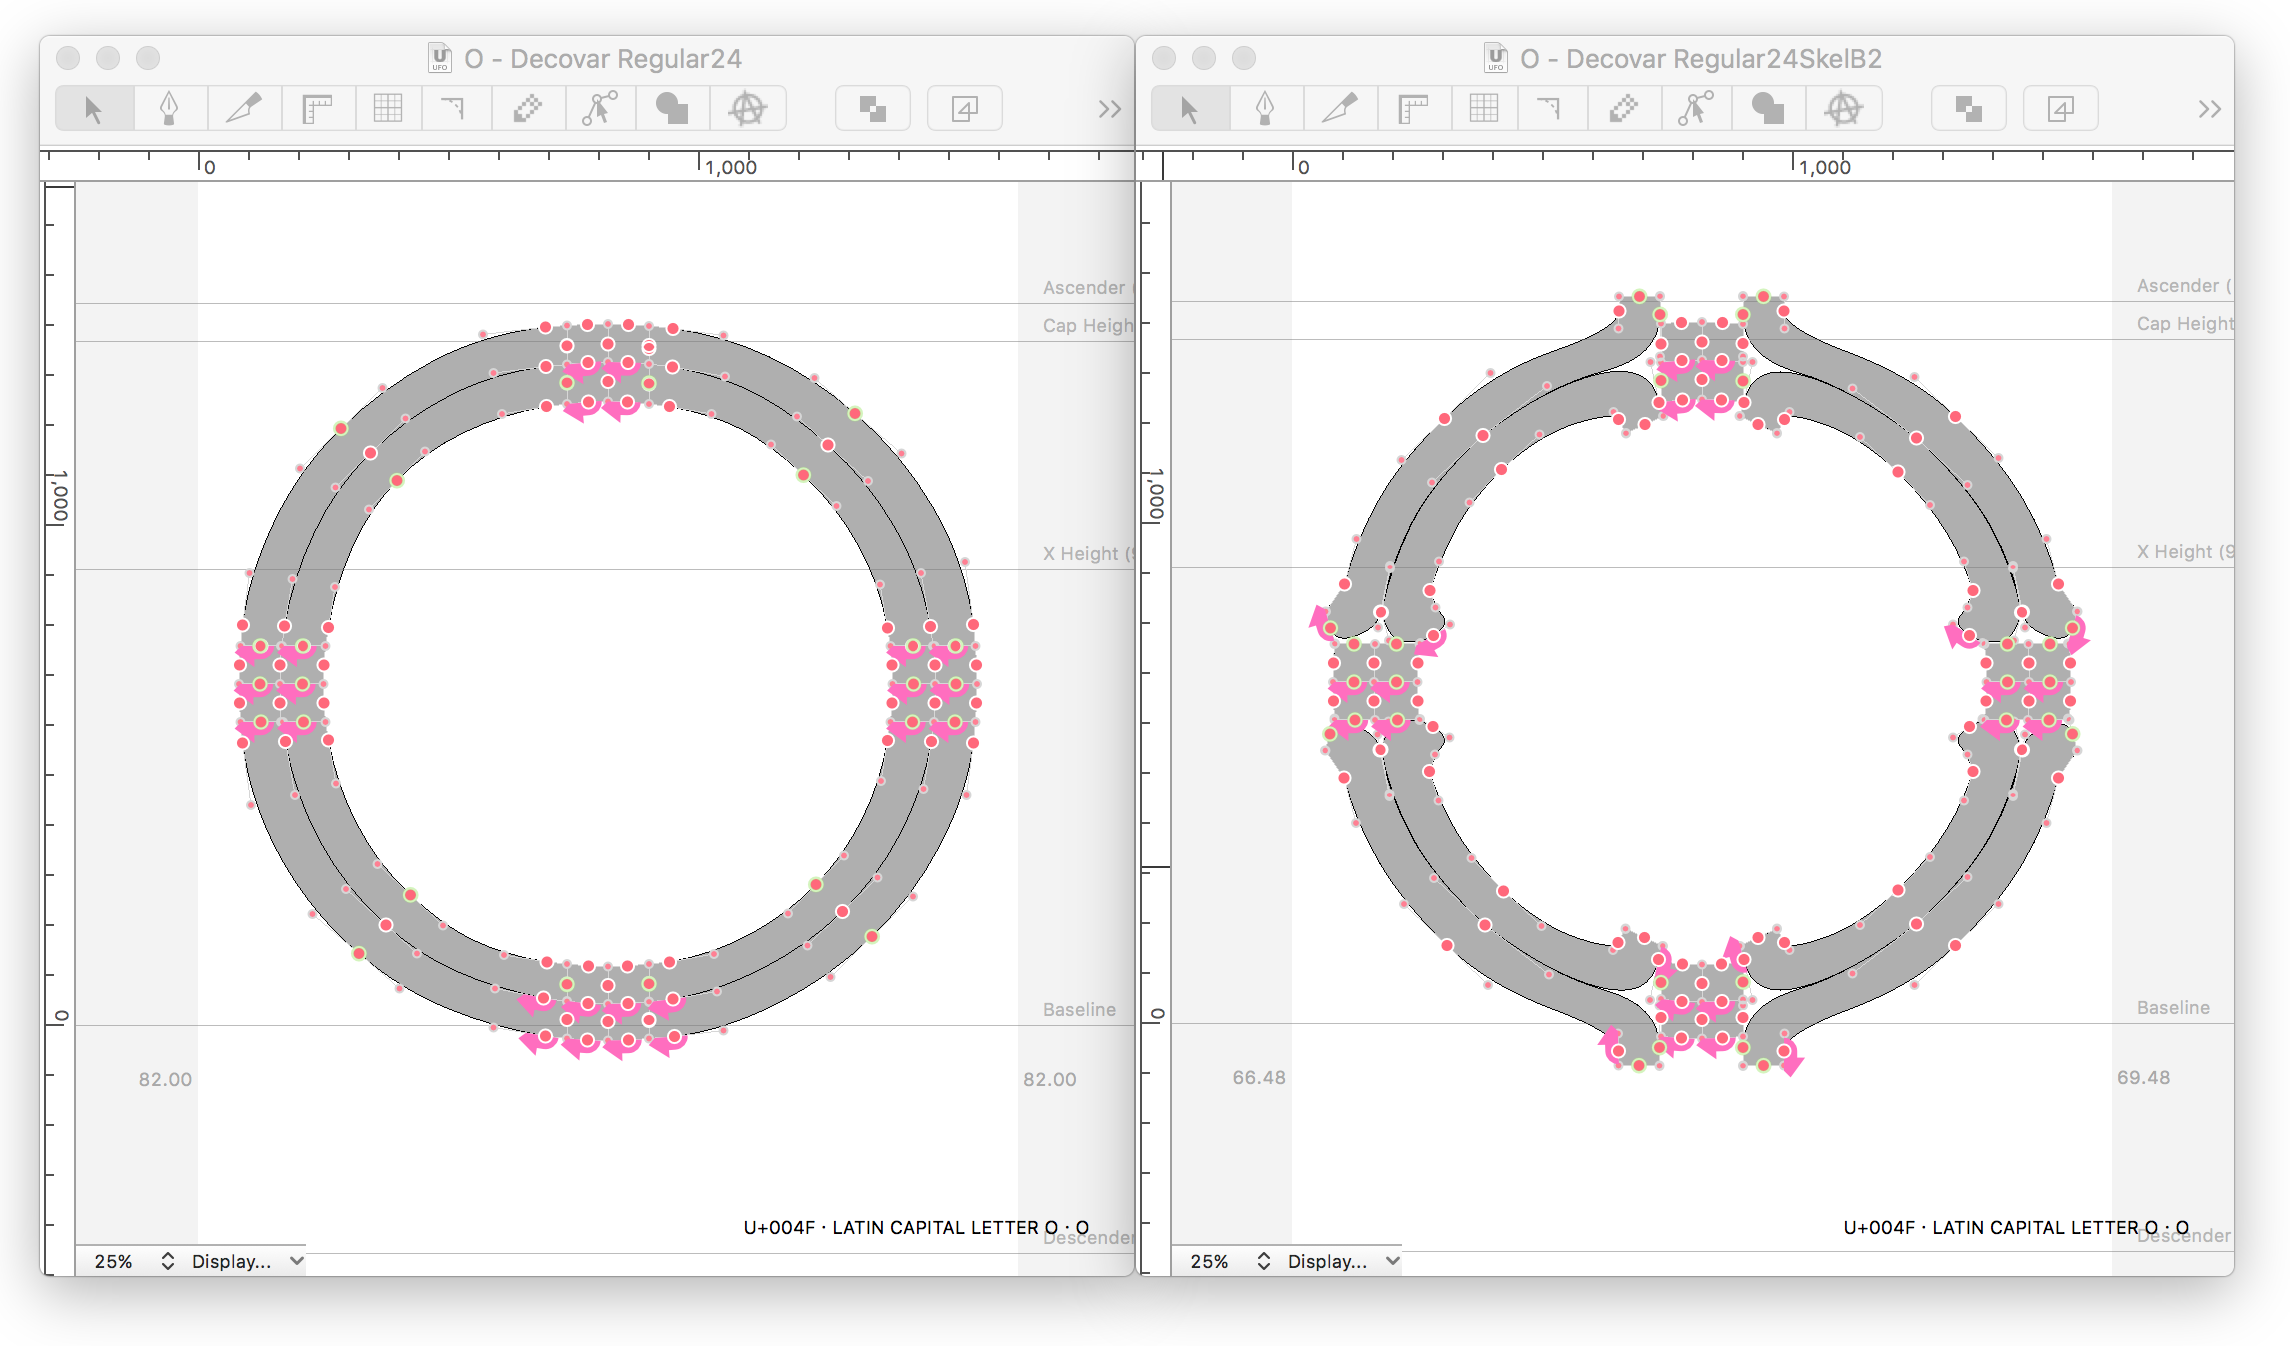 O - Decovar Regular24
0
1,000
Ascender (
Cap Heigh
1,000
X Height (9
Baseline
0
82.00
82.00
U+004F · LATIN CAPITAL LETTER O · O
Descender
25%
Display...
O - Decovar Regular24SkelB2
0
1,000
Ascender (
Cap Height
1,000
X Height (9
Baseline
0
66.48
69.48
U+004F · LATIN CAPITAL LETTER O · O
Descender
25%
Display...